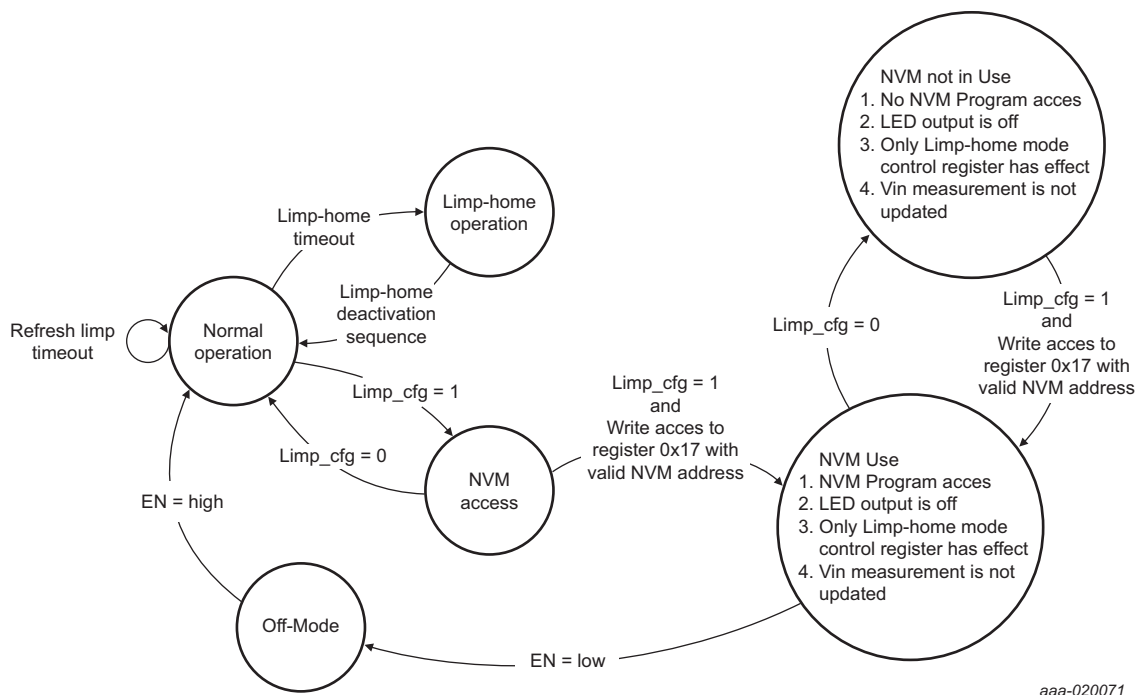 NVM not in Use
1. No NVM Program acces
2. LED output is off
3. Only Limp-home mode
control register has effect
4. Vin measurement is not
updated
Limp-home
operation
Limp-home
timeout
Limp-home
deactivation
sequence
Refresh limp
timeout
Normal
operation
Limp_cfg = 0
Limp_cfg = 1
and
Write acces to
register 0x17 with
valid NVM address
Limp_cfg = 1
Limp_cfg = 0
Limp_cfg = 1
and
Write acces to
register 0x17 with
valid NVM address
NVM
access
NVM Use
1. NVM Program acces
2. LED output is off
3. Only Limp-home mode
control register has effect
4. Vin measurement is not
updated
EN = high
Off-Mode
EN = low
aaa-020071